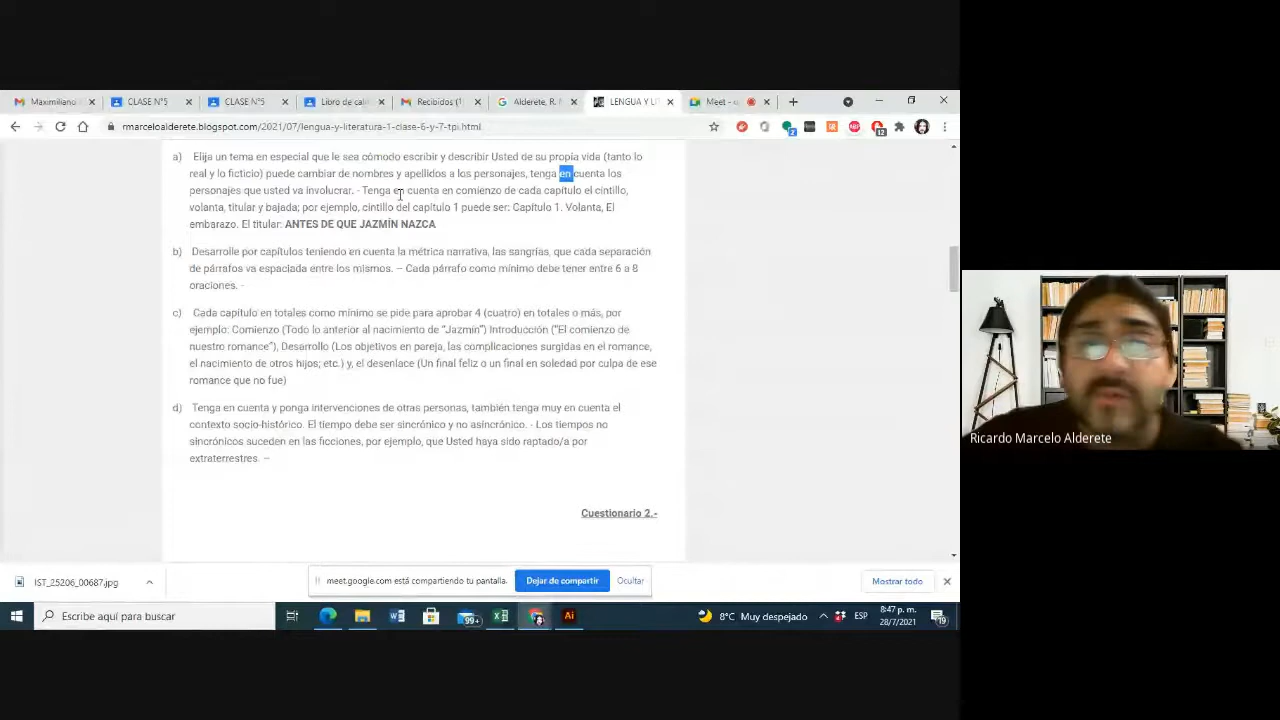 Maximiliano
CLASE N°5
CLASE N°5
Libro de cali
Recibidos (1
Alderete, R. M
LENGUA Y LI
Meet - c
rmarceloalderete.blogspot.com/2021/07/lengua-y-literatura-1-clase-6-y-7-tpi.html
2
12
a) Elija un tema en especial que le sea cómodo escribir y describir Usted de su propia vida (tanto lo
real y lo ficticio) puede cambiar de nombres y apellidos a los personajes, tenga en cuenta los
personajes que usted va involucrar. - Tenga en cuenta en comienzo de cada capítulo el cintillo,
volanta, titular y bajada; por ejemplo, cintillo del capítulo 1 puede ser: Capítulo 1. Volanta, El
embarazo. El titular: ANTES DE QUE JAZMÍN NAZCA
b) Desarrolle por capítulos teniendo en cuenta la métrica narrativa, las sangrías, que cada separación
de párrafos va espaciada entre los mismos. – Cada párrafo como mínimo debe tener entre 6 a 8
oraciones. -
c) Cada capítulo en totales como mínimo se pide para aprobar 4 (cuatro) en totales o más, por
ejemplo: Comienzo (Todo lo anterior al nacimiento de “Jazmín”) Introducción (“El comienzo de
nuestro romance”), Desarrollo (Los objetivos en pareja, las complicaciones surgidas en el romance,
el nacimiento de otros hijos; etc.) y, el desenlace (Un final feliz o un final en soledad por culpa de ese
romance que no fue)
d) Tenga en cuenta y ponga intervenciones de otras personas, también tenga muy en cuenta el
contexto socio-histórico. El tiempo debe ser sincrónico y no asincrónico. - Los tiempos no
sincrónicos suceden en las ficciones, por ejemplo, que Usted haya sido raptado/a por
extraterrestres. –
Cuestionario 2.-
Ricardo Marcelo Alderete
IST_25206_00687.jpg
meet.google.com está compartiendo tu pantalla.
Dejar de compartir
Ocultar
Mostrar todo
Escribe aquí para buscar
99+
Ai
8°C Muy despejado
ESP
8:47 p. m.
28/7/2021
19